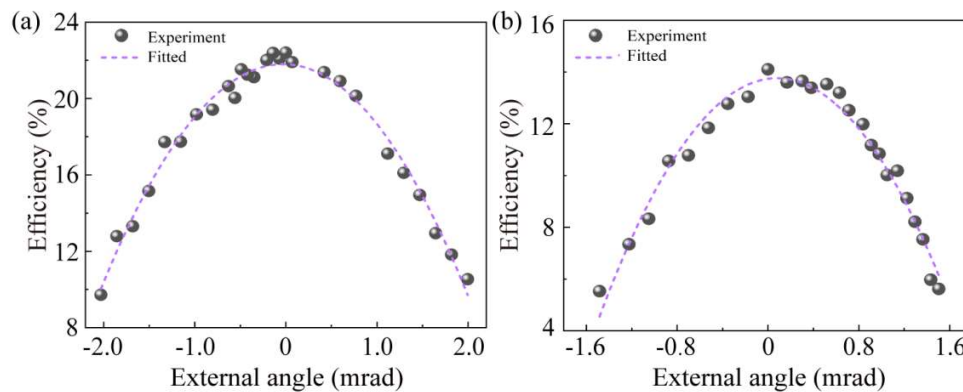 (a)
24
20
16
12
8
Efficiency (%)
Experiment
Fitted
-2.0
-1.0
0
1.0
2.0
External angle (mrad)
(b)
16
12
8
4
Efficiency (%)
Experiment
Fitted
-1.6
-0.8
0
0.8
1.6
External angle (mrad)